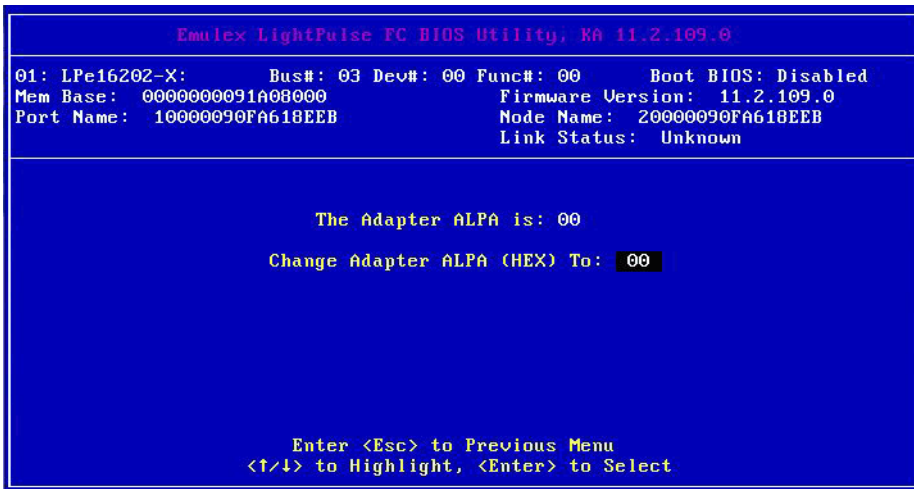 Emulex LightPulse FC BIOS Utility, KA 11.2.109.0
01: LPe16202-X: Bus#: 03 Dev#: 00 Func#: 00 Boot BIOS: Disabled
Mem Base: 0000000091A08000 Firmware Version: 11.2.109.0
Port Name: 10000090FA618EEB Node Name: 20000090FA618EEB
Link Status: Unknown
The Adapter ALPA is: 00
Change Adapter ALPA (HEX) To: 00
Enter <Esc> to Previous Menu
<↑/↓> to Highlight, <Enter> to Select